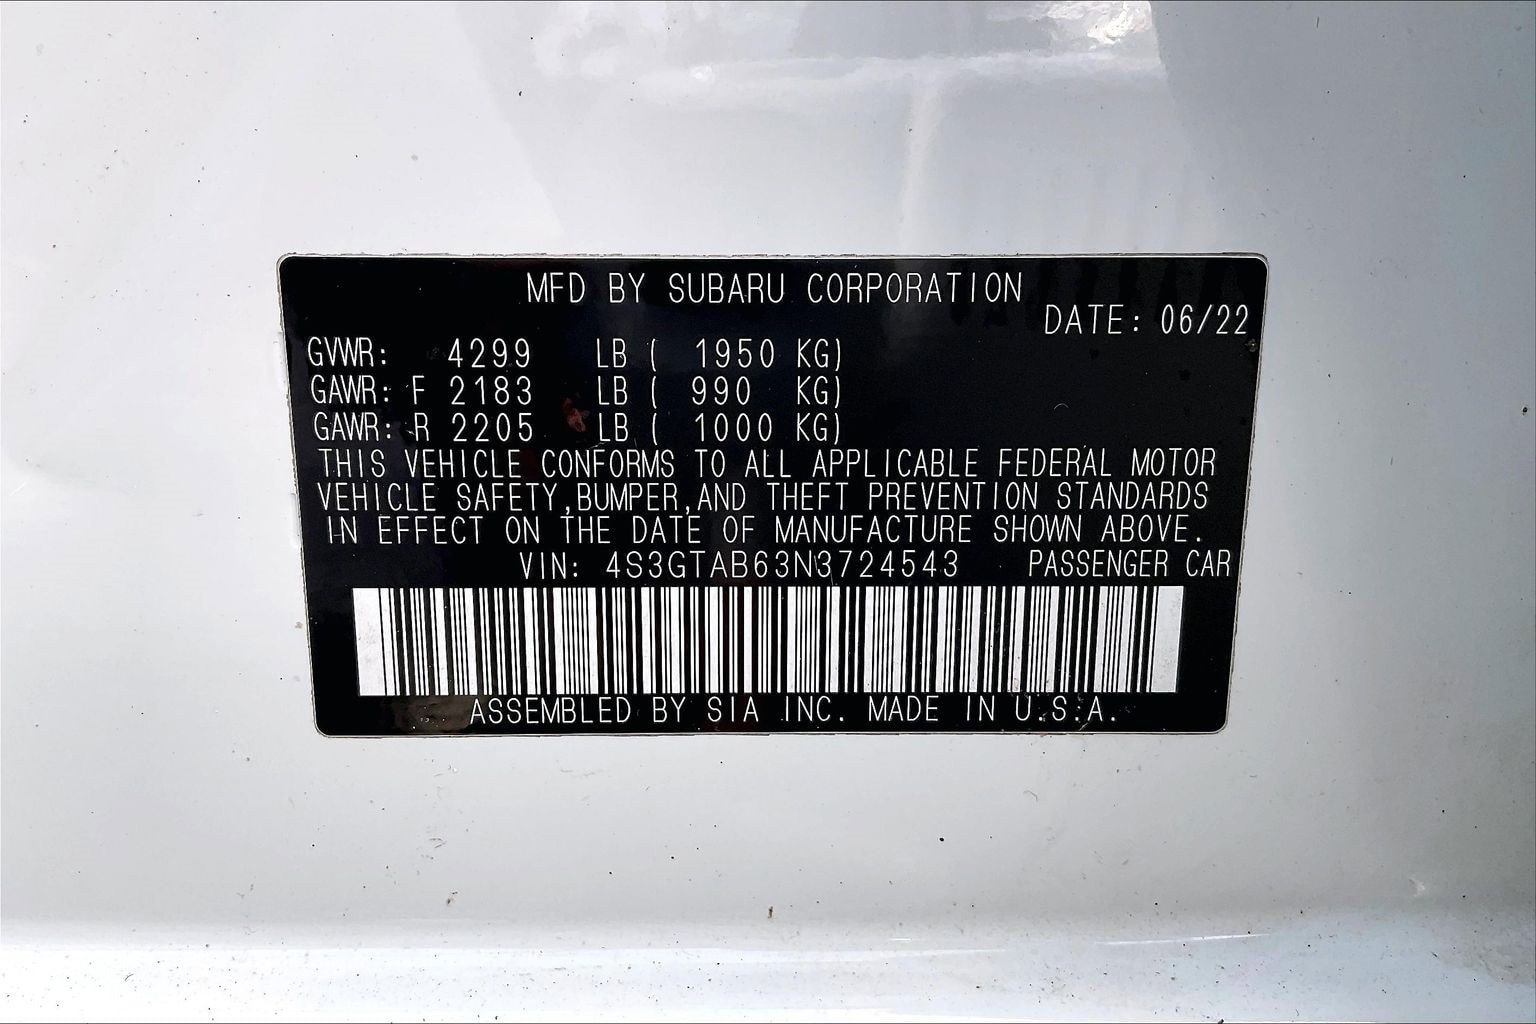 MFD BY SUBARU CORPORATION
DATE: 06/22
GVWR: 4299 LB ( 1950 KG)
GAWR: F 2183 LB ( 990 KG)
GAWR: R 2205 LB ( 1000 KG)
THIS VEHICLE CONFORMS TO ALL APPLICABLE FEDERAL MOTOR
VEHICLE SAFETY,BUMPER,AND THEFT PREVENTION STANDARDS
IN EFFECT ON THE DATE OF MANUFACTURE SHOWN ABOVE.
VIN: 4S3GTAB63N3724543 PASSENGER CAR
ASSEMBLED BY SIA INC. MADE IN U.S.A.